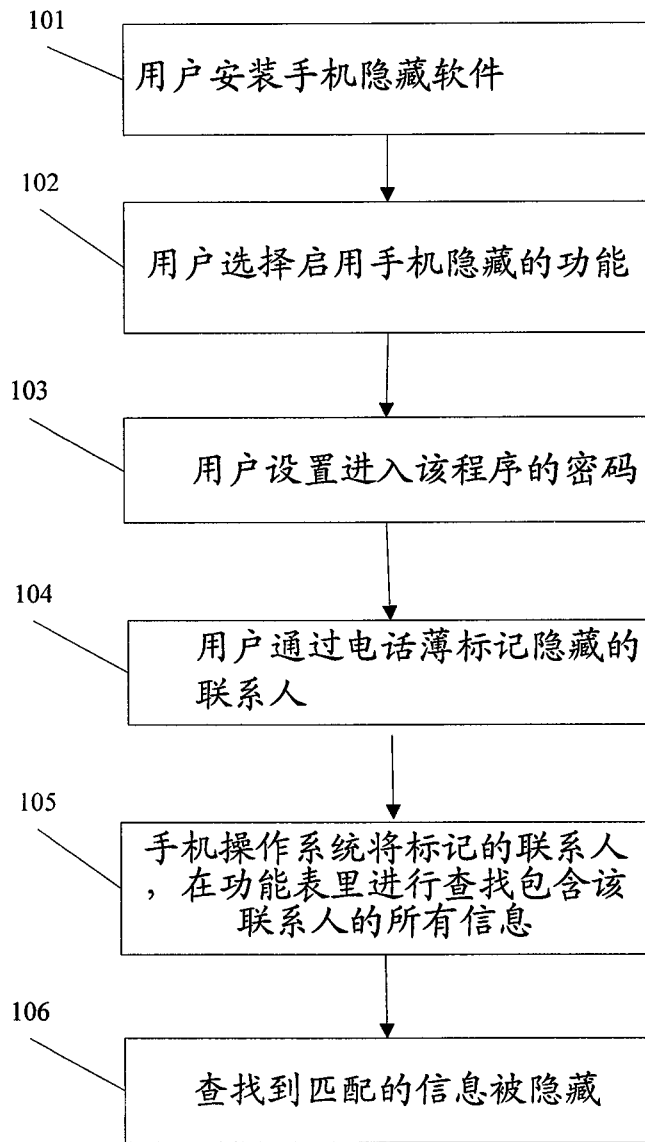 101
用户安装手机隐藏软件
102
用户选择启用手机隐藏的功能
103
用户设置进入该程序的密码
104
用户通过电话薄标记隐藏的
联系人
105
手机操作系统将标记的联系人
，在功能表里进行查找包含该
联系人的所有信息
106
查找到匹配的信息被隐藏